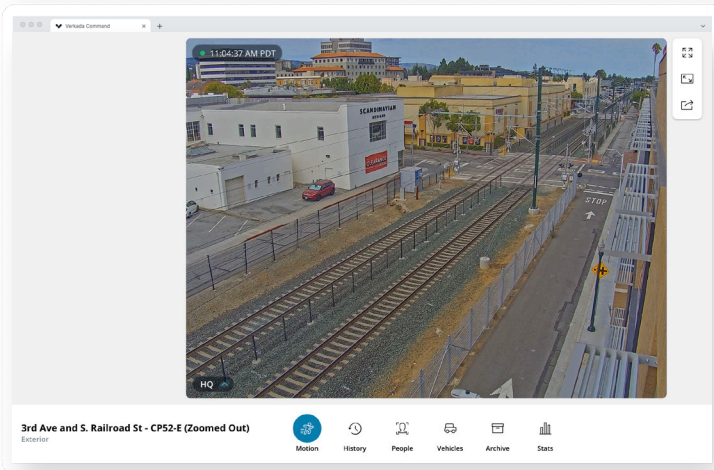 Verkada Command
11:04:37 AM PDT
SCANDINAVIAN
DESIGNS
STOP
HQ
3rd Ave and S. Railroad St - CP52-E (Zoomed Out)
Exterior
Motion
History
People
Vehicles
Archive
Stats